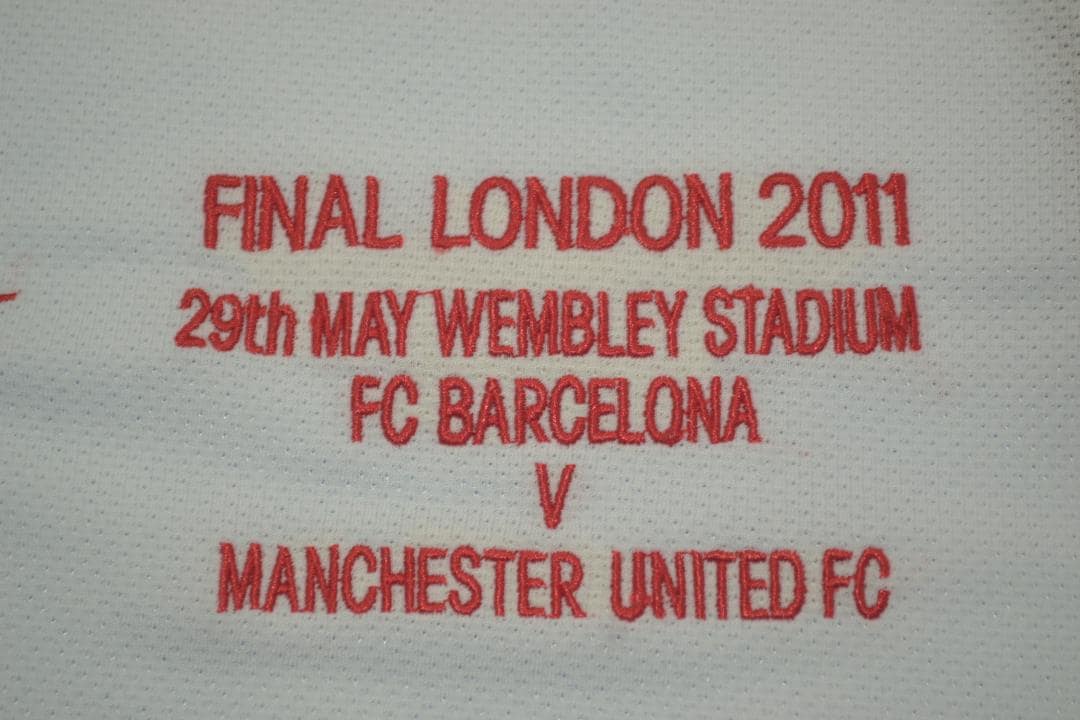 FINAL LONDON 2011
29th MAY WEMBLEY STADIUM
FC BARCELONA
V
MANCHESTER UNITED FC